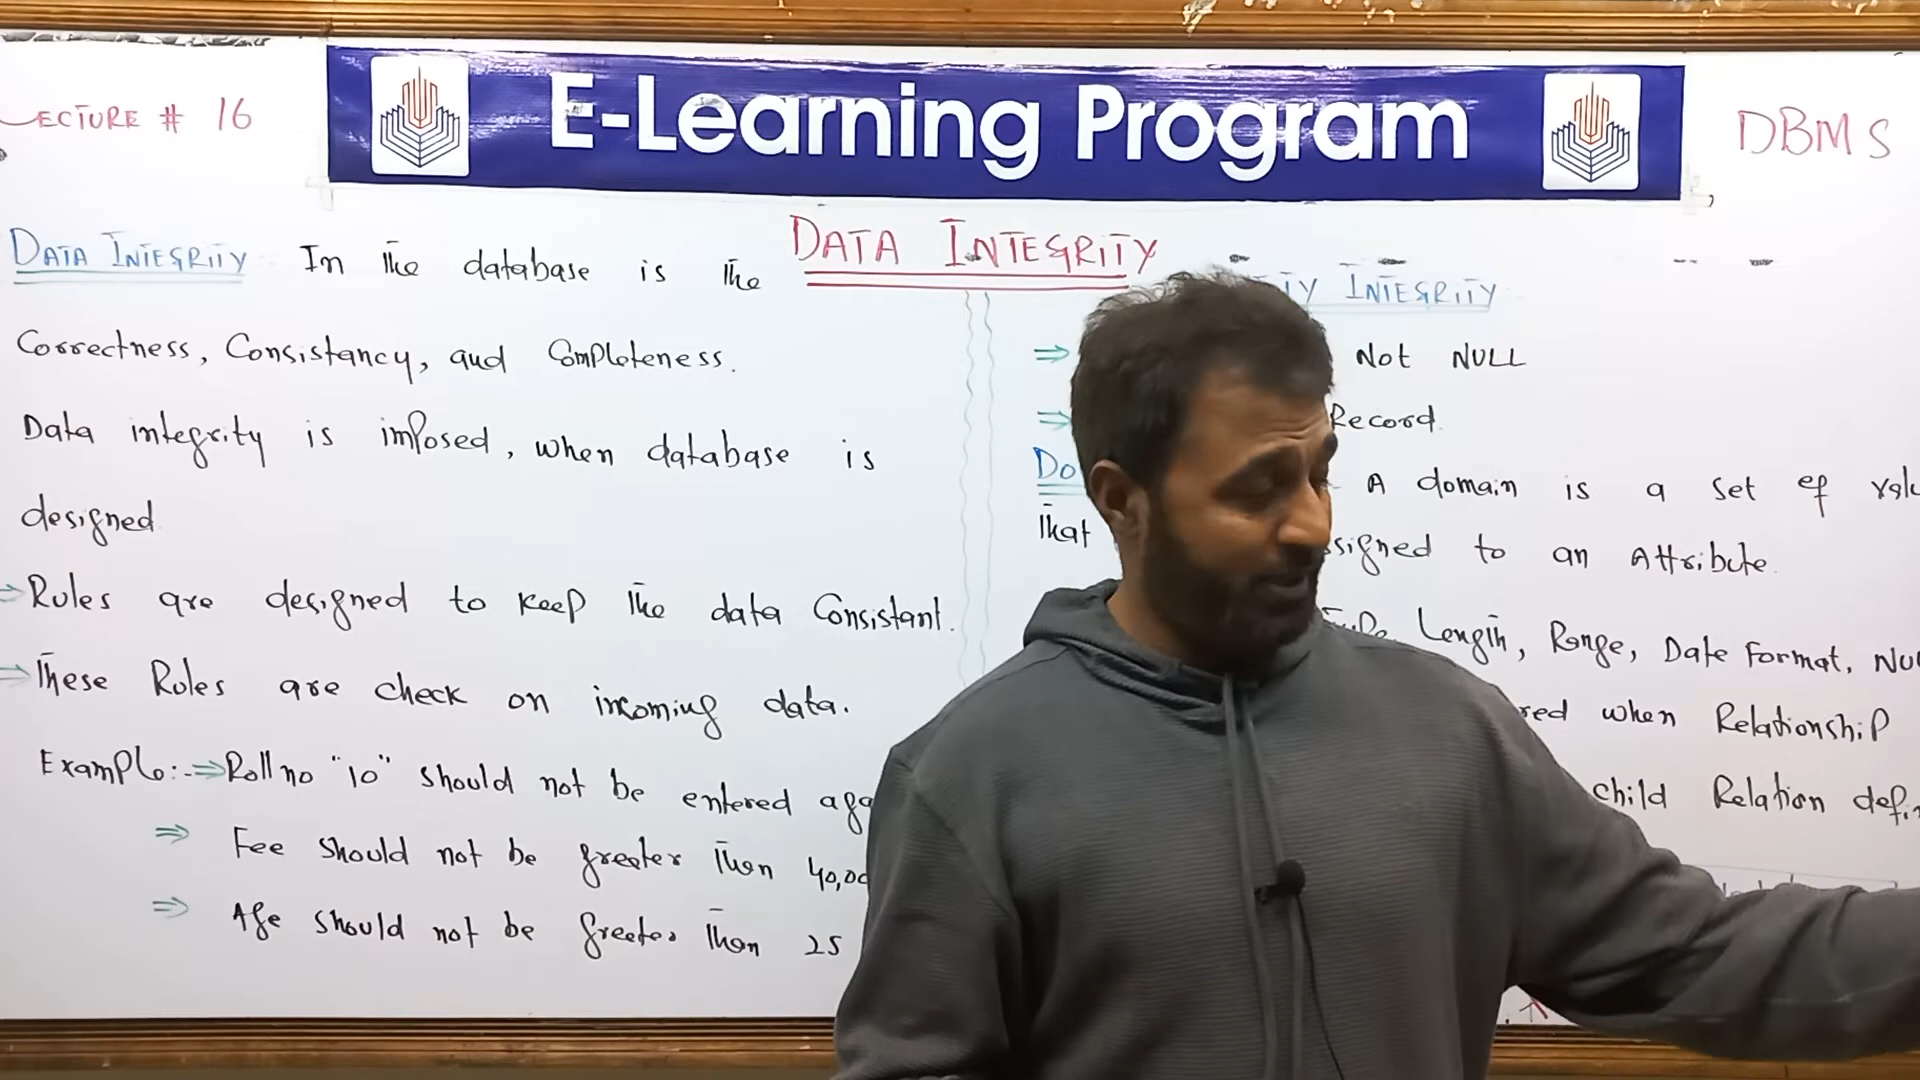 LECTURE # 16
E-Learning Program
DBMS
DATA INTEGRITY
DATA INTEGRITY In the database is the
Correctness, Consistancy, and Completeness.
Data integrity is imposed, when database is
designed
⇒ Rules are designed to keep the data Consistant.
⇒ These Rules are check on incoming data.
Example:- ⇒ Roll no "10" should not be entered aga
⇒ Fee should not be greater then 40,00
⇒ Age should not be greater then 25
TY INTEGRITY
⇒ Not NULL
⇒ Record.
Do A domain is a set of valu
that signed to an Attribute.
Length, Range, Date Format, Nul
red when Relationship
child Relation defi